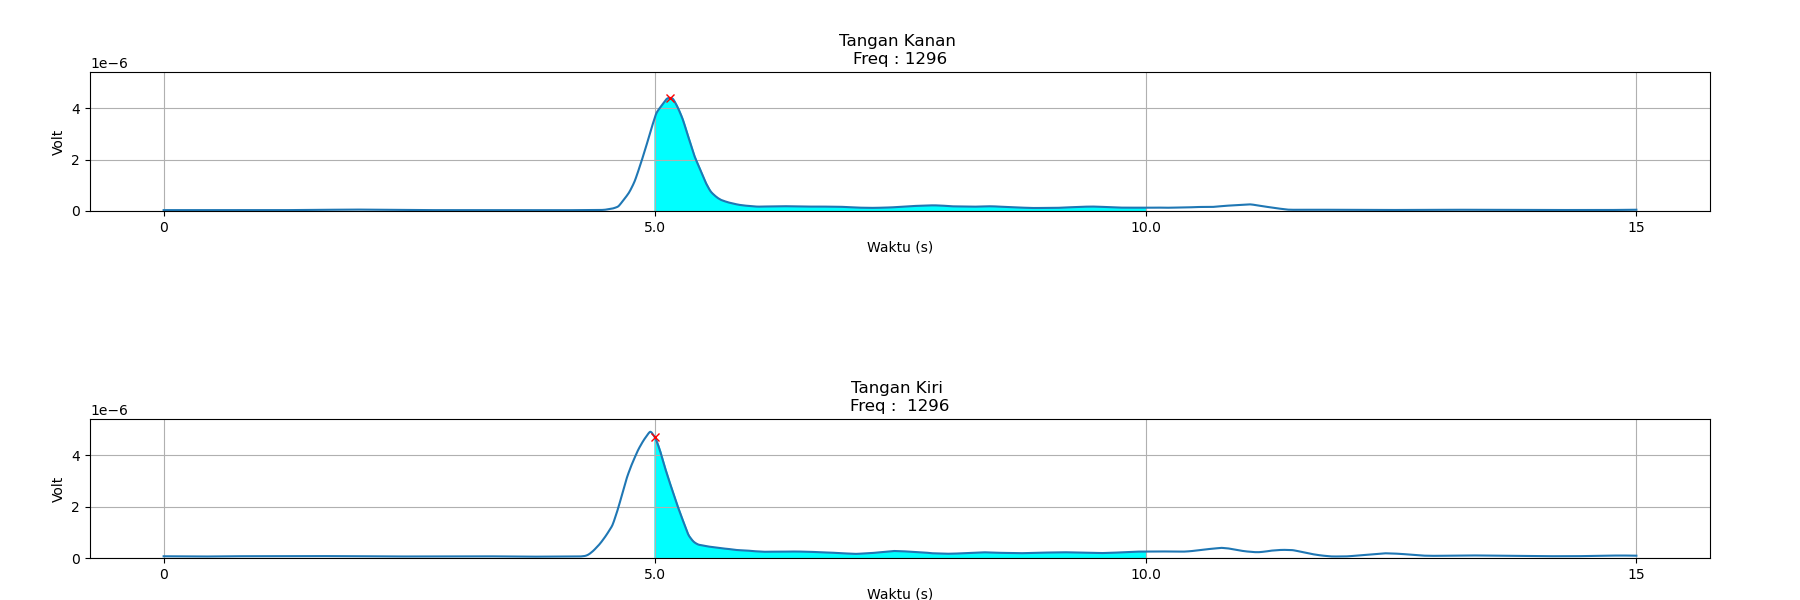 Tangan Kanan
Freq : 1296
1e−6
Volt
4
2
0
0 5.0 10.0 15
Waktu (s)
Tangan Kiri
Freq :  1296
1e−6
Volt
4
2
0
0 5.0 10.0 15
Waktu (s)